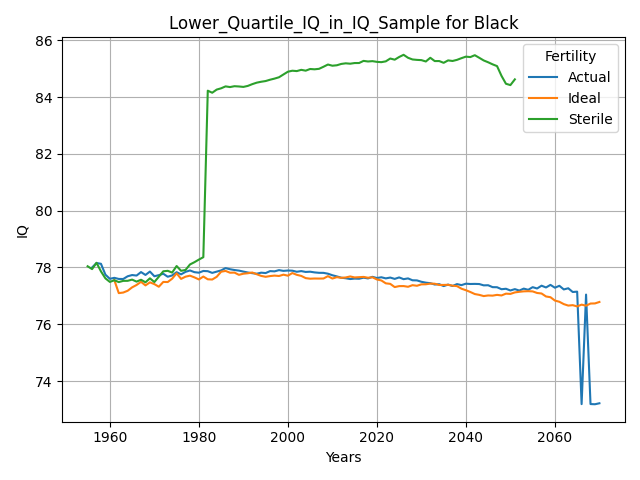 Lower_Quartile_IQ_in_IQ_Sample for Black
86
84
82
80
78
76
74
IQ
Fertility
Actual
Ideal
Sterile
1960
1980
2000
2020
2040
2060
Years